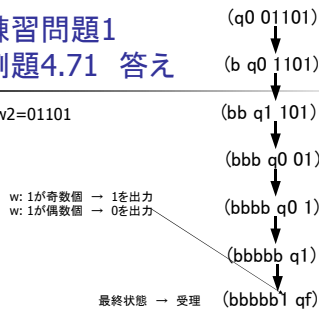 練習問題1
例題4.71 答え
w2=01101
w: 1が奇数個 → 1を出力
w: 1が偶数個 → 0を出力
最終状態 → 受理
(q0 01101)
(b q0 1101)
(bb q1 101)
(bbb q0 01)
(bbbb q0 1)
(bbbbb q1)
(bbbbb1 qf)